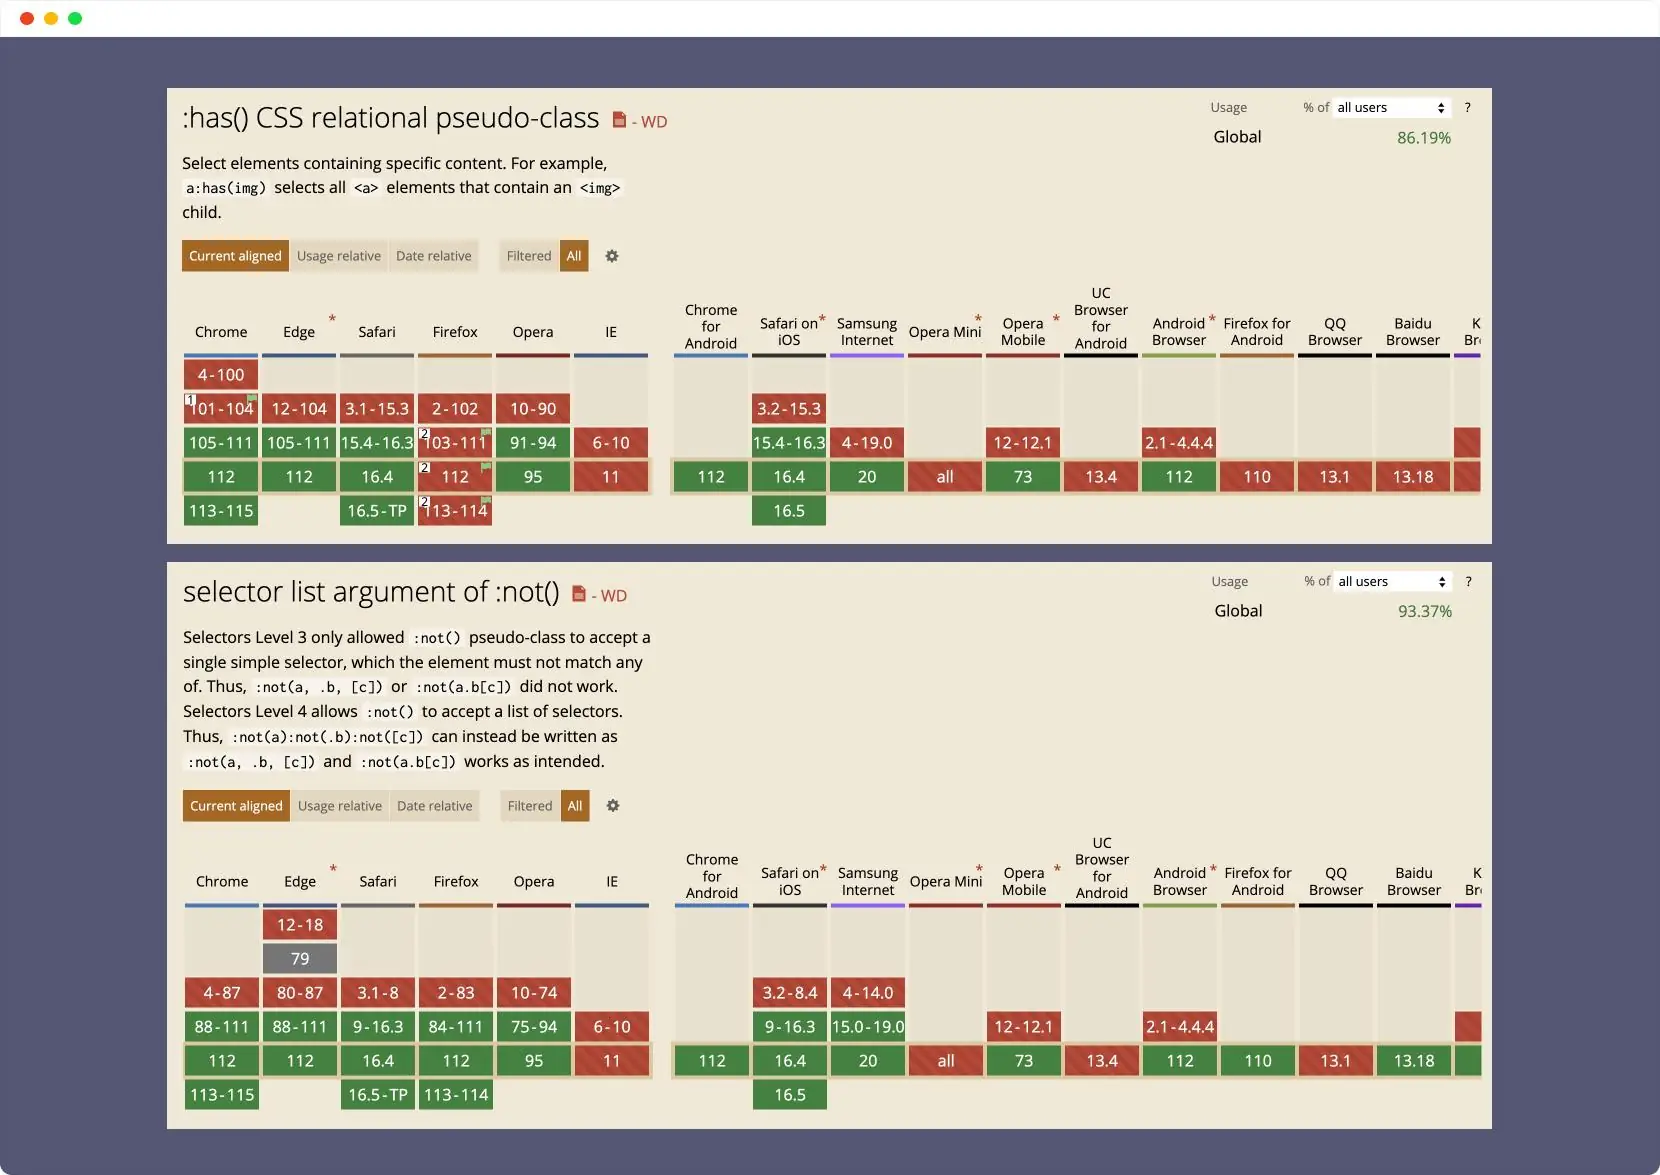 :has() CSS relational pseudo-class - WD
Usage % of all users ?
Global 86.19%
Select elements containing specific content. For example,
a:has(img) selects all <a> elements that contain an <img>
child.
Current aligned Usage relative Date relative Filtered All
Chrome Edge * Safari Firefox Opera IE Chrome for Android Safari on iOS * Samsung Internet Opera Mini * Opera Mobile * UC Browser for Android Android Browser * Firefox for Android QQ Browser Baidu Browser
4-100
1 101-104 12-104 3.1-15.3 2-102 10-90 3.2-15.3
105-111 105-111 15.4-16.3 2 103-111 91-94 6-10 15.4-16.3 4-19.0 12-12.1 2.1-4.4.4
112 112 16.4 2 112 95 11 112 16.4 20 all 73 13.4 112 110 13.1 13.18
113-115 16.5-TP 2 113-114 16.5
selector list argument of :not() - WD
Usage % of all users ?
Global 93.37%
Selectors Level 3 only allowed :not() pseudo-class to accept a
single simple selector, which the element must not match any
of. Thus, :not(a, .b, [c]) or :not(a.b[c]) did not work.
Selectors Level 4 allows :not() to accept a list of selectors.
Thus, :not(a):not(.b):not([c]) can instead be written as
:not(a, .b, [c]) and :not(a.b[c]) works as intended.
Current aligned Usage relative Date relative Filtered All
Chrome Edge * Safari Firefox Opera IE Chrome for Android Safari on iOS * Samsung Internet Opera Mini * Opera Mobile * UC Browser for Android Android Browser * Firefox for Android QQ Browser Baidu Browser
12-18
79
4-87 80-87 3.1-8 2-83 10-74 3.2-8.4 4-14.0
88-111 88-111 9-16.3 84-111 75-94 6-10 9-16.3 15.0-19.0 12-12.1 2.1-4.4.4
112 112 16.4 112 95 11 112 16.4 20 all 73 13.4 112 110 13.1 13.18
113-115 16.5-TP 113-114 16.5